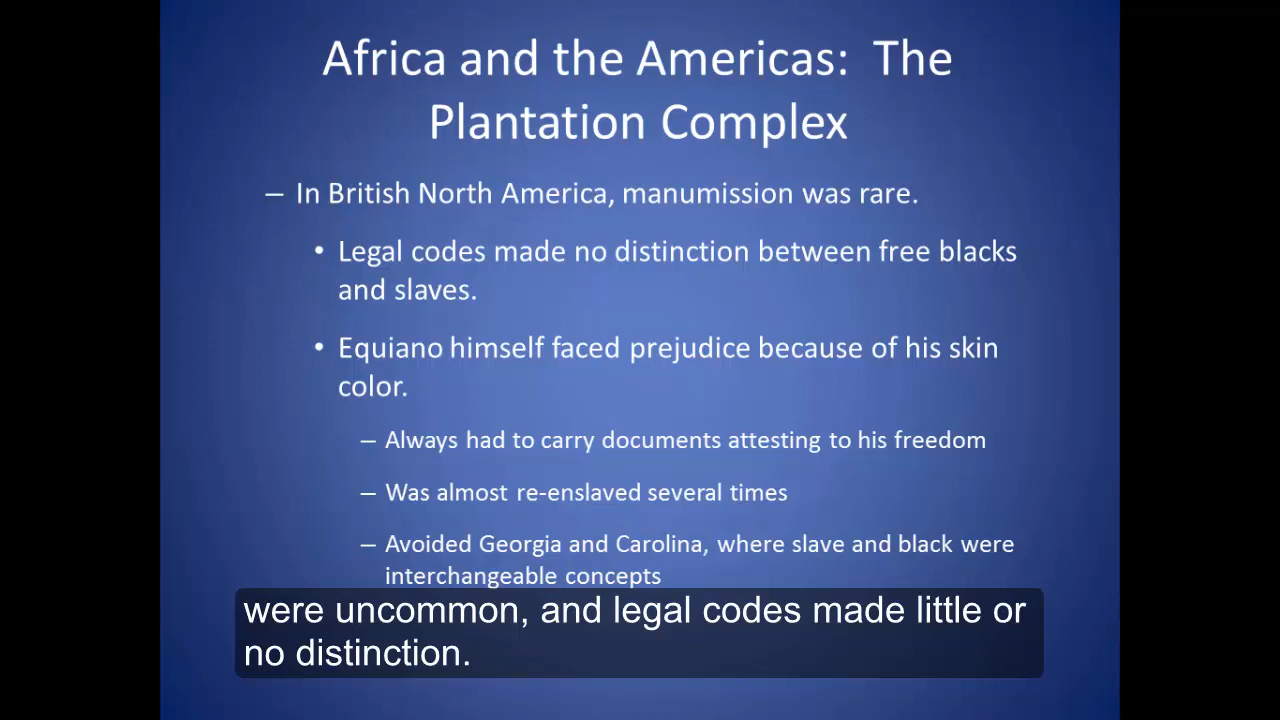 Africa and the Americas: The
Plantation Complex
– In British North America, manumission was rare.
• Legal codes made no distinction between free blacks
and slaves.
• Equiano himself faced prejudice because of his skin
color.
– Always had to carry documents attesting to his freedom
– Was almost re-enslaved several times
– Avoided Georgia and Carolina, where slave and black were
interchangeable concepts
were uncommon, and legal codes made little or
no distinction.